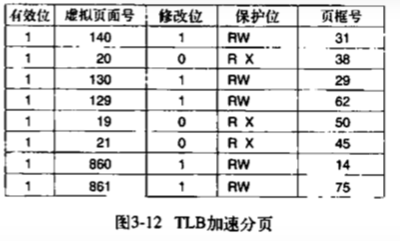 有效位 虚拟页面号 修改位 保护位 页框号
1 140 1 RW 31
1 20 0 R X 38
1 130 1 RW 29
1 129 1 RW 62
1 19 0 R X 50
1 21 0 R X 45
1 860 1 RW 14
1 861 1 RW 75
图3-12 TLB加速分页